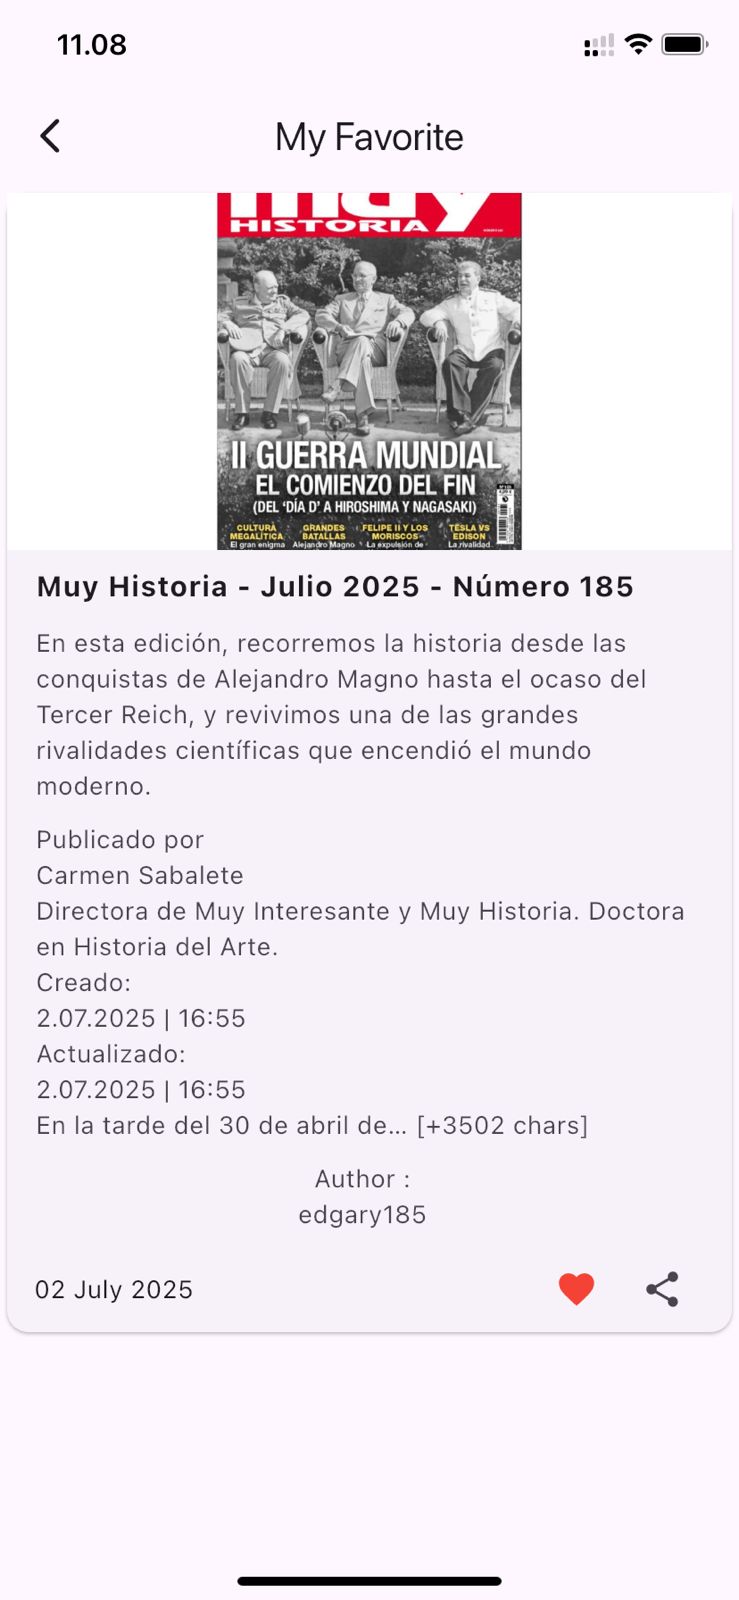 11.08
My Favorite
muy
HISTORIA
II GUERRA MUNDIAL
EL COMIENZO DEL FIN
(DEL 'DÍA D' A HIROSHIMA Y NAGASAKI)
CULTURA GRANDES FELIPE II Y LOS TESLA VS
MEGALÍTICA BATALLAS MORISCOS EDISON
El gran enigma Alejandro Magno La expulsión de La rivalidad
Muy Historia - Julio 2025 - Número 185
En esta edición, recorremos la historia desde las
conquistas de Alejandro Magno hasta el ocaso del
Tercer Reich, y revivimos una de las grandes
rivalidades científicas que encendió el mundo
moderno.
Publicado por
Carmen Sabalete
Directora de Muy Interesante y Muy Historia. Doctora
en Historia del Arte.
Creado:
2.07.2025 | 16:55
Actualizado:
2.07.2025 | 16:55
En la tarde del 30 de abril de… [+3502 chars]
Author :
edgary185
02 July 2025